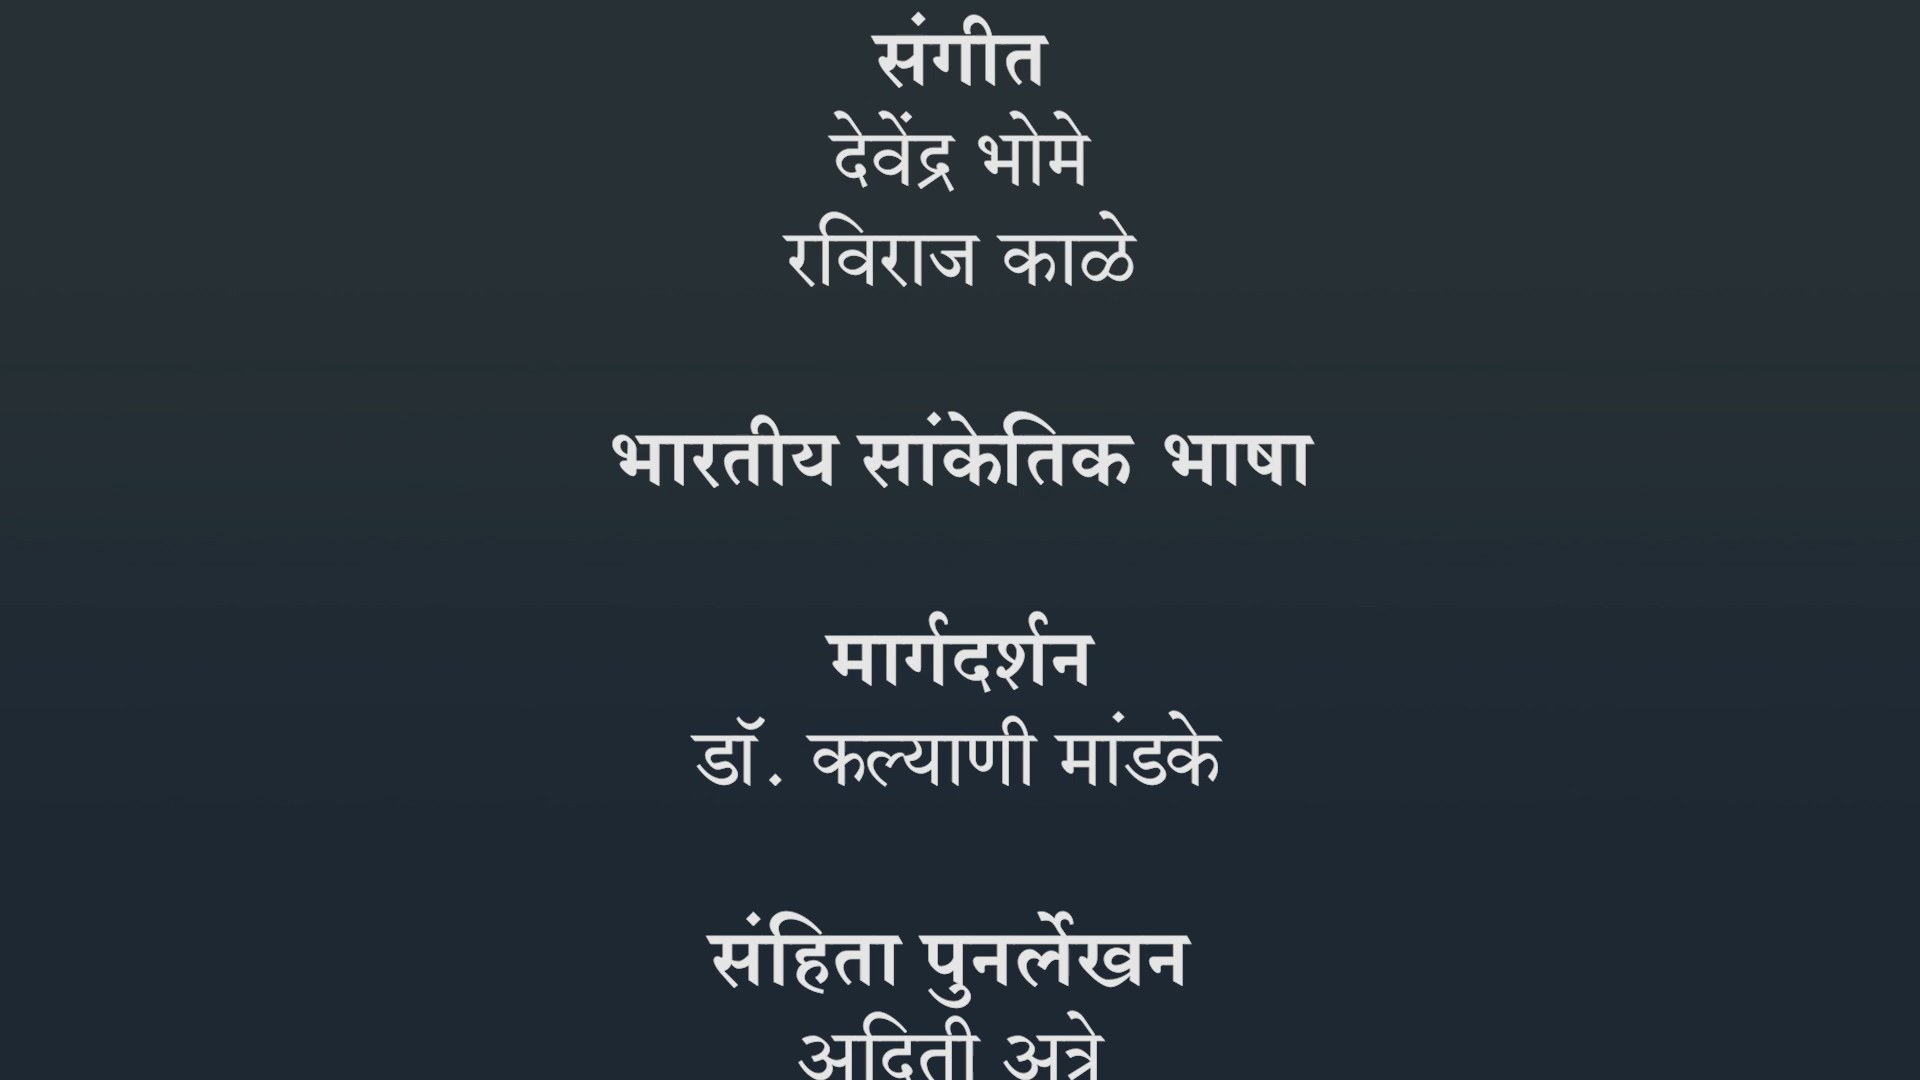 संगीत
देवेंद्र भोमे
रविराज काळे
भारतीय सांकेतिक भाषा
मार्गदर्शन
डॉ. कल्याणी मांडके
संहिता पुनर्लेखन
अदिती अत्रे